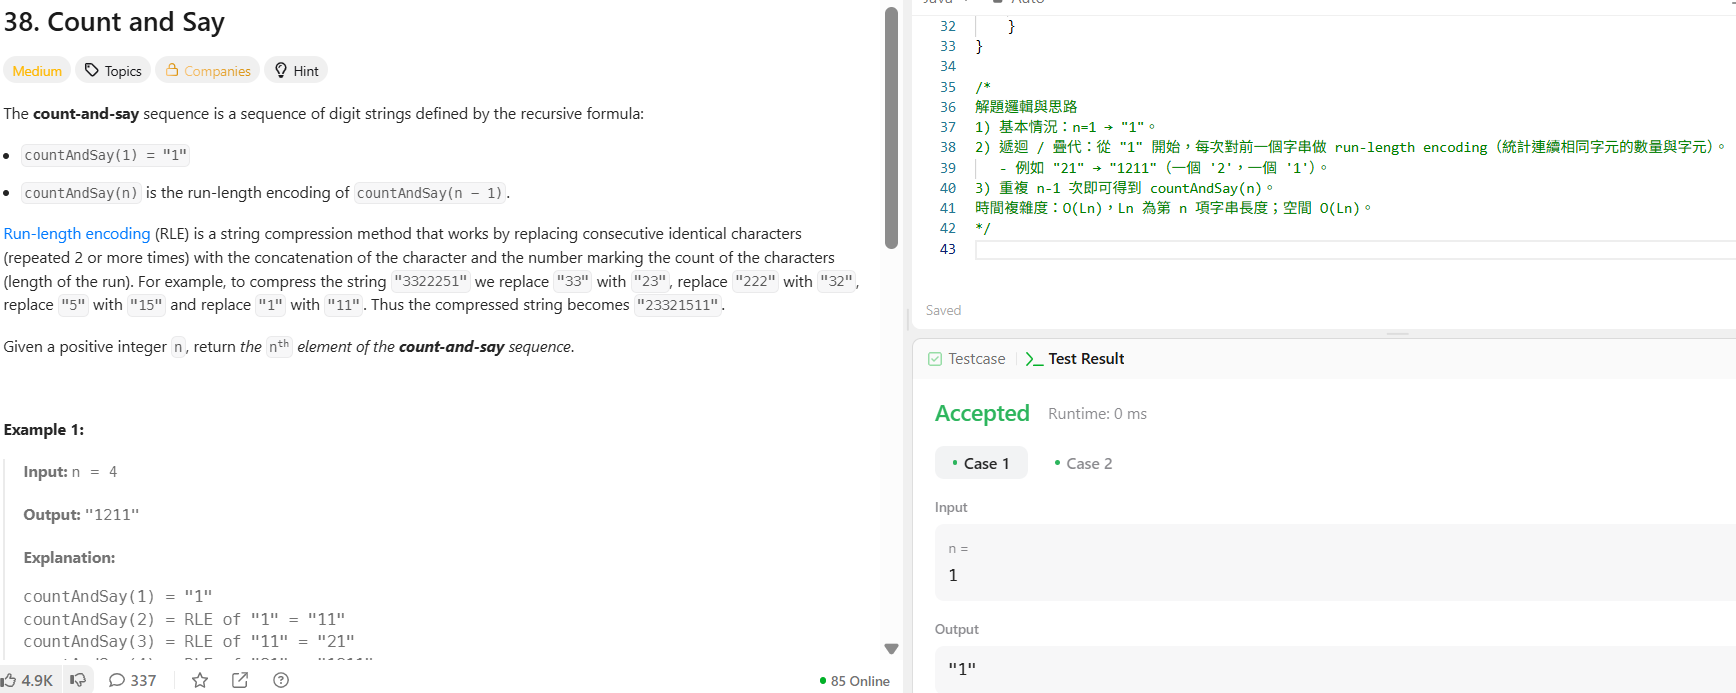 38. Count and Say
Medium
Topics
Companies
Hint
The count-and-say sequence is a sequence of digit strings defined by the recursive formula:
• countAndSay(1) = "1"
• countAndSay(n) is the run-length encoding of countAndSay(n - 1).
Run-length encoding (RLE) is a string compression method that works by replacing consecutive identical characters
(repeated 2 or more times) with the concatenation of the character and the number marking the count of the characters
(length of the run). For example, to compress the string "3322251" we replace "33" with "23", replace "222" with "32",
replace "5" with "15" and replace "1" with "11". Thus the compressed string becomes "23321511".
Given a positive integer n, return the nth element of the count-and-say sequence.
Example 1:
Input: n = 4
Output: "1211"
Explanation:
countAndSay(1) = "1"
countAndSay(2) = RLE of "1" = "11"
countAndSay(3) = RLE of "11" = "21"
4.9K
337
85 Online
32 }
33 }
34
35 /*
36 解題邏輯與思路
37 1) 基本情況：n=1 → "1"。
38 2) 遞迴 / 疊代：從 "1" 開始，每次對前一個字串做 run-length encoding（統計連續相同字元的數量與字元）。
39 - 例如 "21" → "1211"（一個 '2'，一個 '1'）。
40 3) 重複 n-1 次即可得到 countAndSay(n)。
41 時間複雜度：O(Ln)，Ln 為第 n 項字串長度；空間 O(Ln)。
42 */
43
Saved
Testcase
Test Result
Accepted
Runtime: 0 ms
Case 1
Case 2
Input
n =
1
Output
"1"